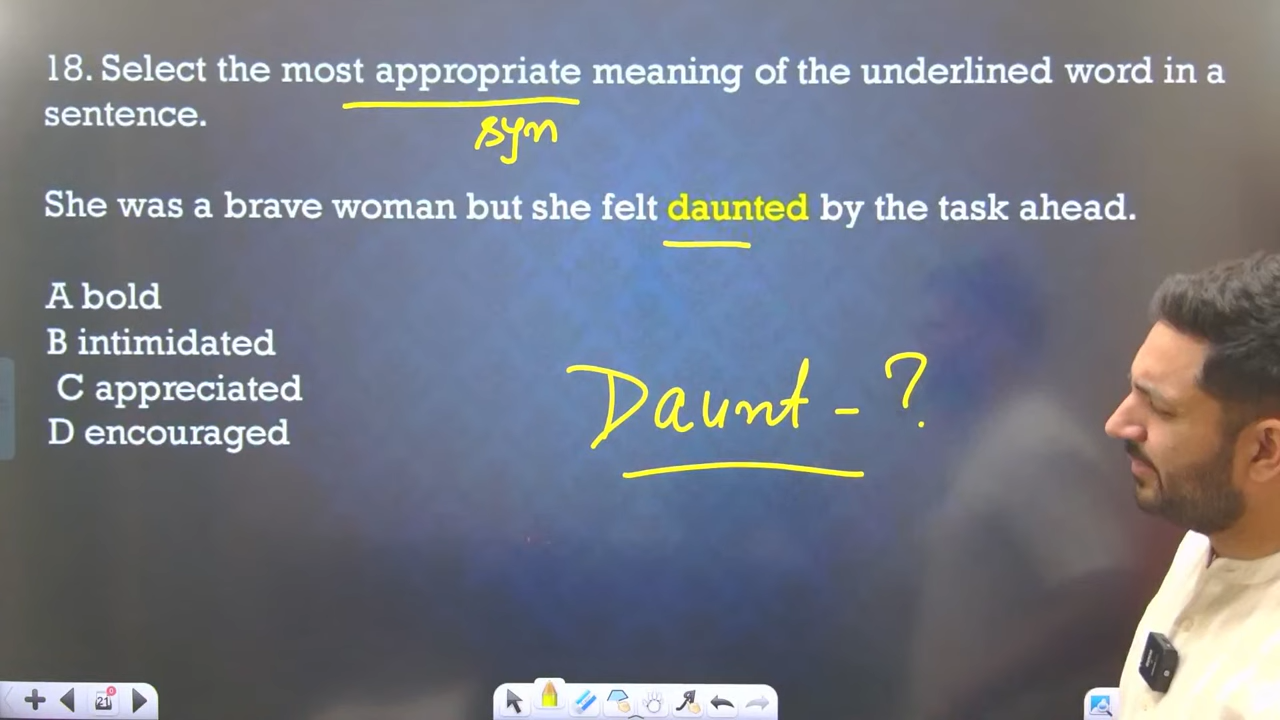 18. Select the most appropriate meaning of the underlined word in a
sentence.
syn
She was a brave woman but she felt daunted by the task ahead.
A bold
B intimidated
C appreciated
D encouraged
Daunt - ?
21